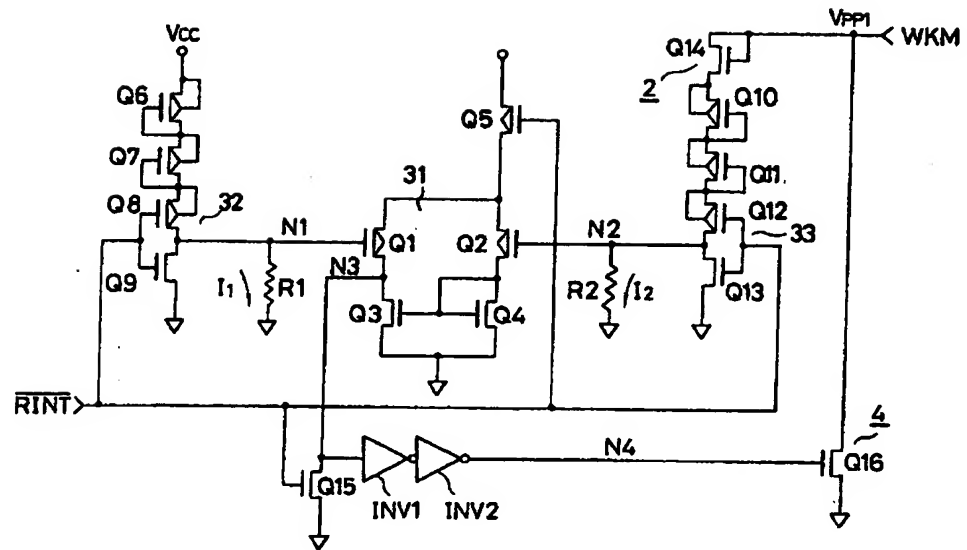 Vcc
VPP1
WKM
Q14
2
Q6
Q10
Q5
Q7
31
Q11
Q8
32
Q12
N1
Q1
Q2
N2
33
Q9
N3
I1
R1
R2
I2
Q13
Q3
Q4
RINT
4
N4
Q15
Q16
INV1
INV2